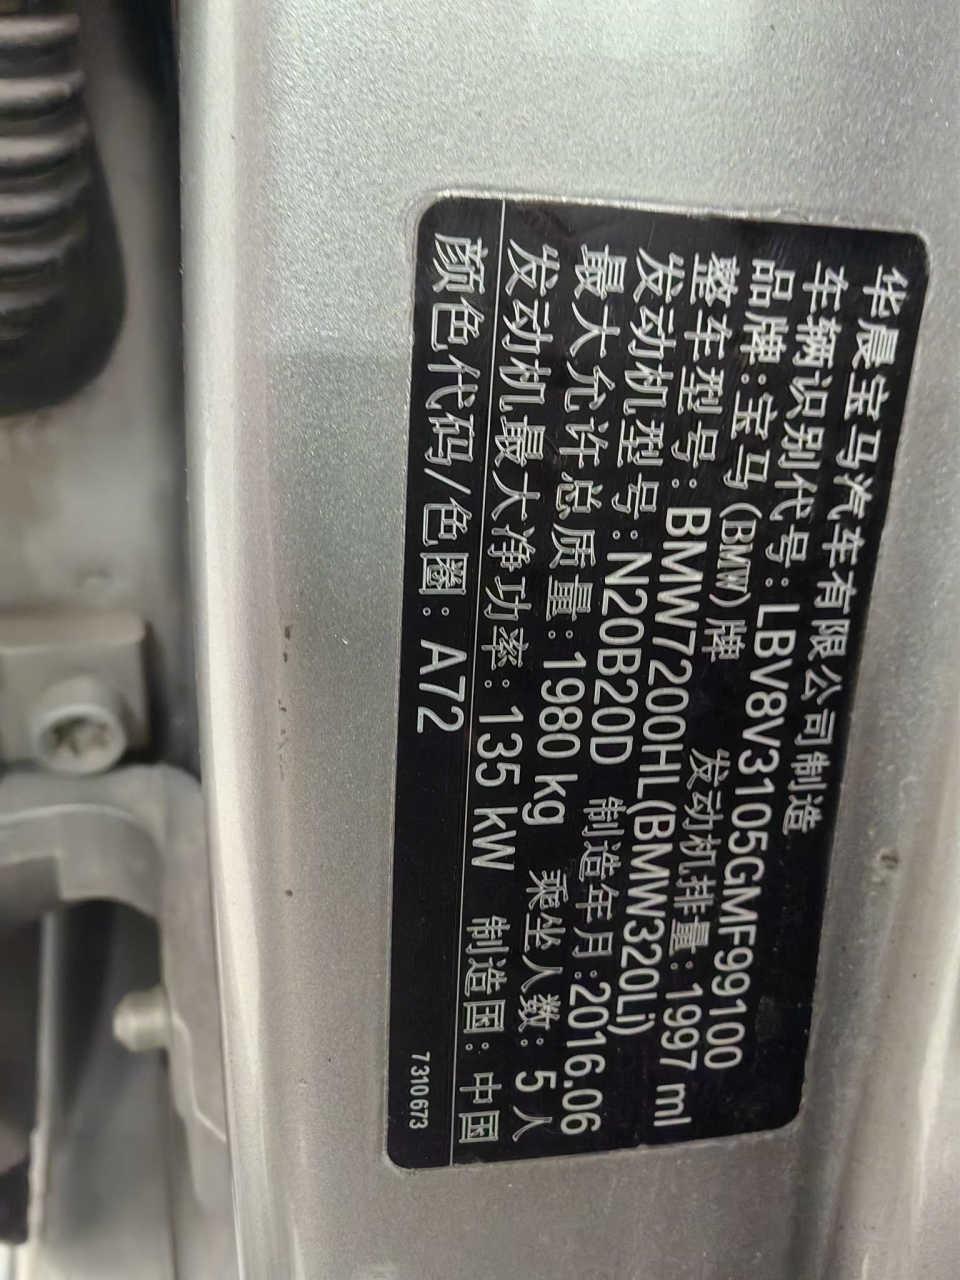 华晨宝马汽车有限公司制造
车辆识别代号:LBV8V3105GMF99100
品牌:宝马(BMW)牌 发动机排量:1997 ml
整车型号:BMW7200HL(BMW320Li)
发动机型号:N20B20D 制造年月:2016.06
最大允许总质量:1980 kg 乘坐人数:5人
发动机最大净功率:135 kW 制造国:中国
颜色代码/色圈:A72 7310673